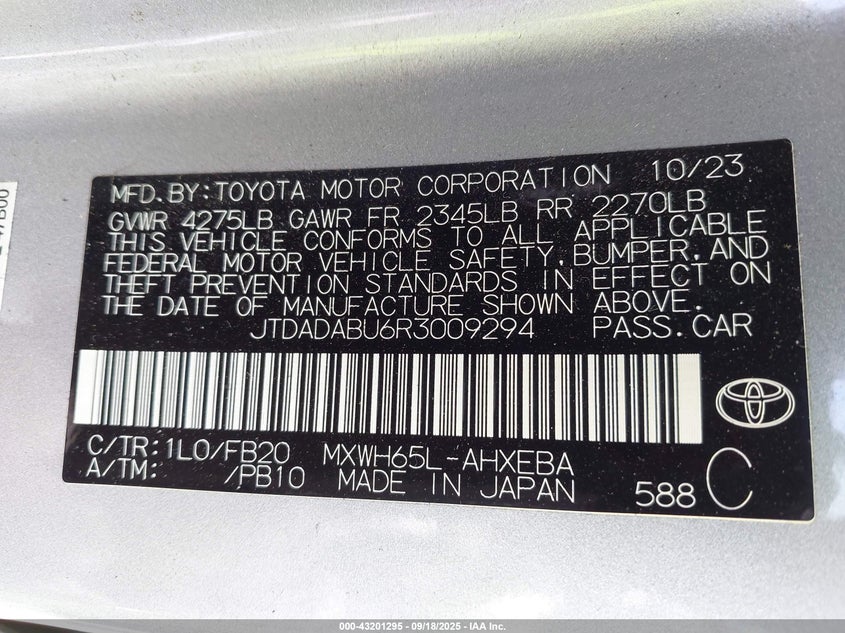 MFD. BY: TOYOTA MOTOR CORPORATION 10/23
GVWR 4275LB GAWR FR 2345LB RR 2270LB
THIS VEHICLE CONFORMS TO ALL APPLICABLE
FEDERAL MOTOR VEHICLE SAFETY, BUMPER, AND
THEFT PREVENTION STANDARDS IN EFFECT ON
THE DATE OF MANUFACTURE SHOWN ABOVE.
JTDADABU6R3009294 PASS. CAR
C/TR: 1L0/FB20 MXWH65L-AHXEBA
A/TM: /PB10 MADE IN JAPAN 588 C
000-43201295 - 09/18/2025 - IAA Inc.